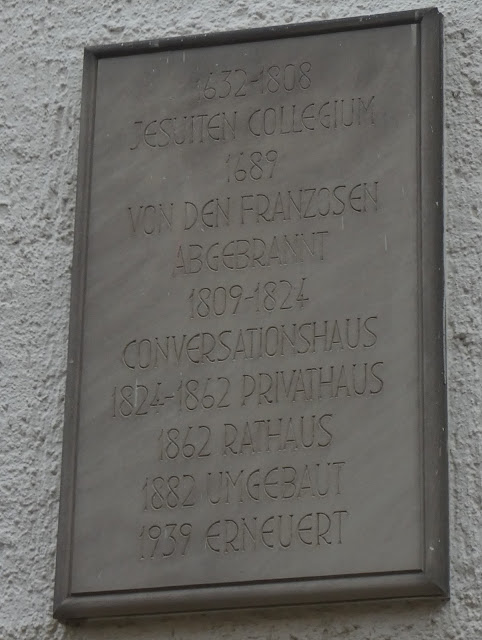 1632-1808
JESUITEN COLLEGIUM
1689
VON DEN FRANZOSEN
ABGEBRANNT
1809-1824
CONVERSATIONSHAUS
1824-1862 PRIVATHAUS
1862 RATHAUS
1882 UMGEBAUT
1939 ERNEUERT